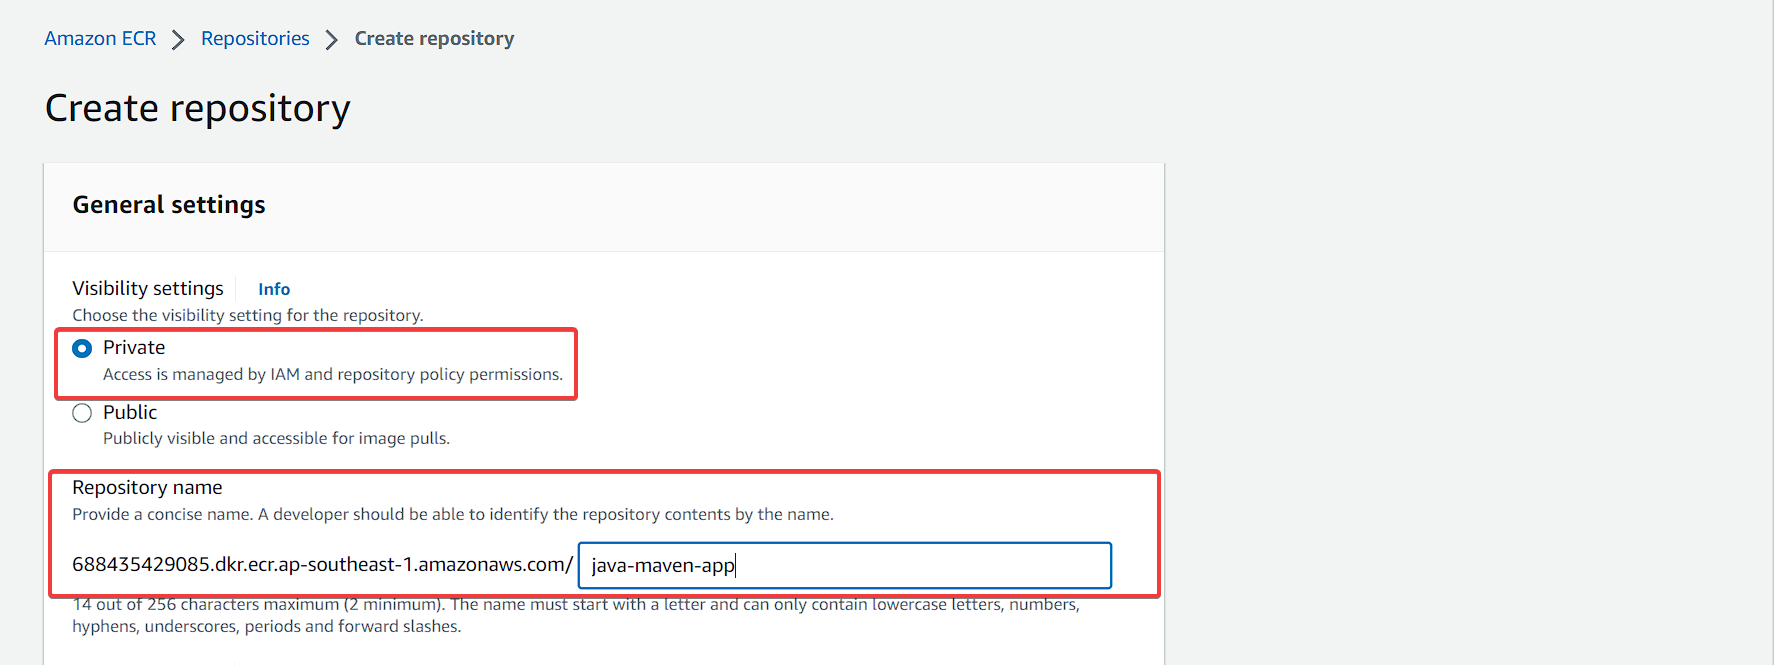 Amazon ECR > Repositories > Create repository
Create repository
General settings
Visibility settings Info
Choose the visibility setting for the repository.
Private
Access is managed by IAM and repository policy permissions.
Public
Publicly visible and accessible for image pulls.
Repository name
Provide a concise name. A developer should be able to identify the repository contents by the name.
688435429085.dkr.ecr.ap-southeast-1.amazonaws.com/ java-maven-app
14 out of 256 characters maximum (2 minimum). The name must start with a letter and can only contain lowercase letters, numbers,
hyphens, underscores, periods and forward slashes.